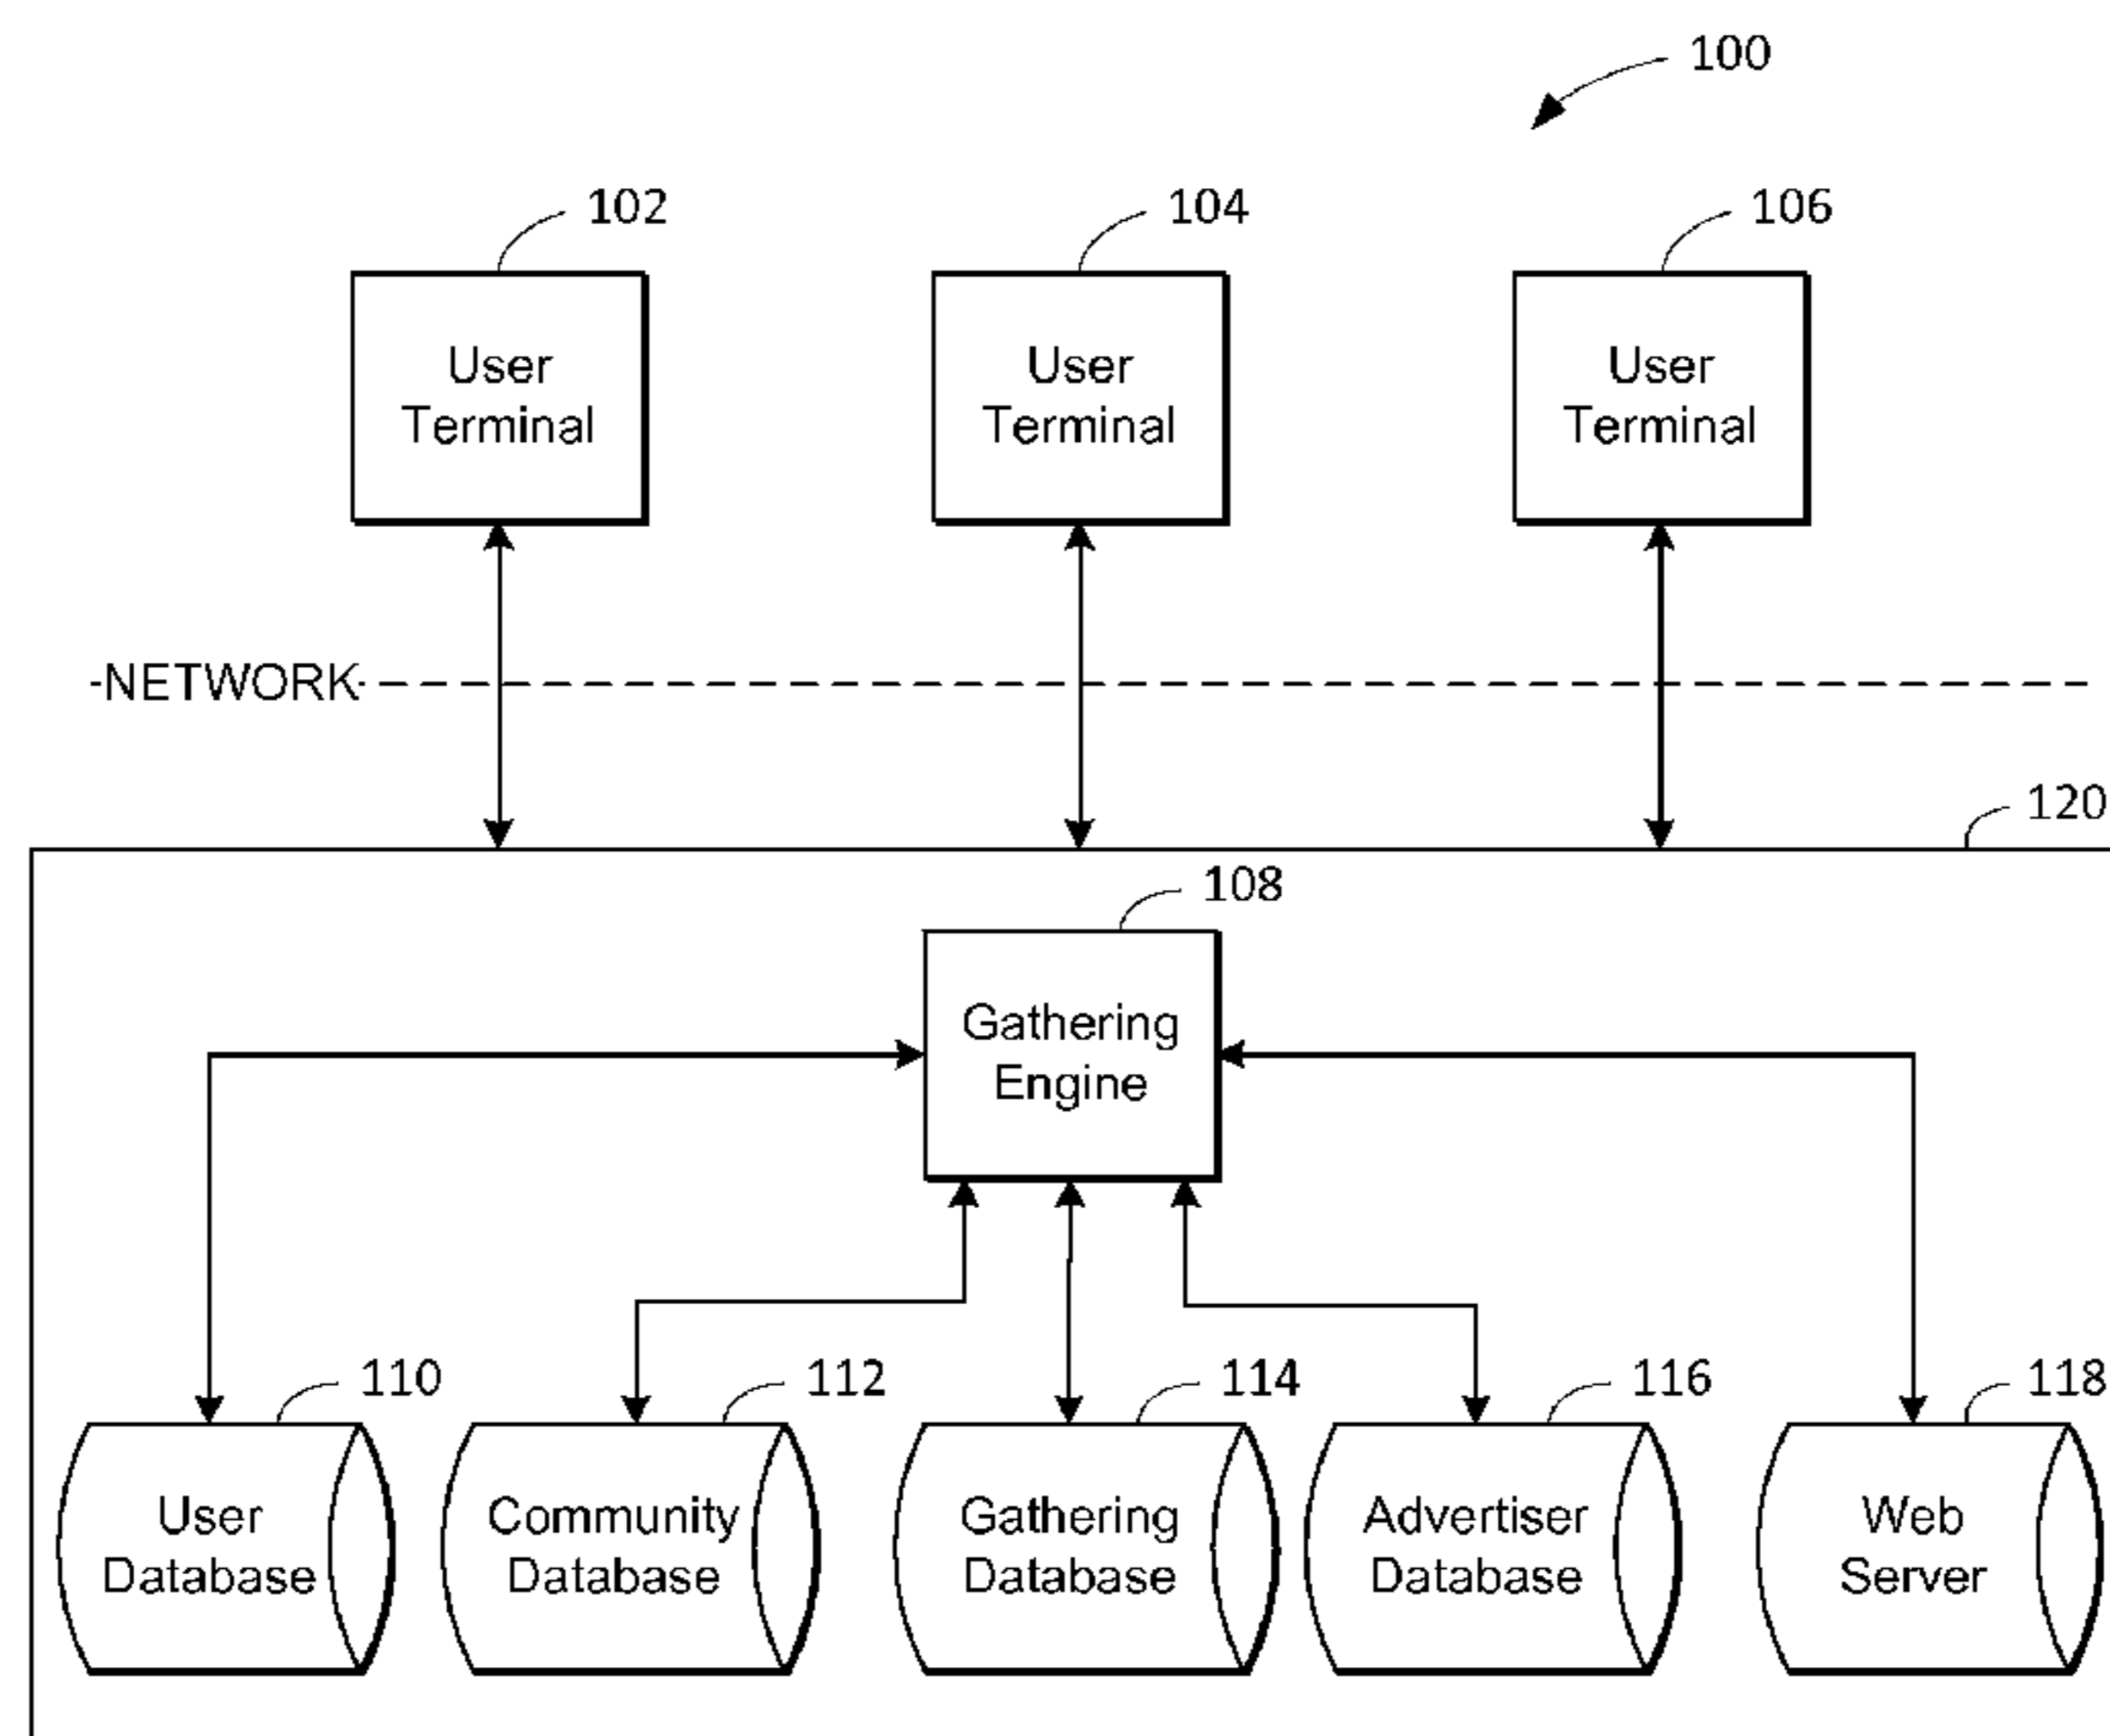 100
102
104
106
User
Terminal
User
Terminal
User
Terminal
-NETWORK-
120
108
Gathering
Engine
110
112
114
116
118
User
Database
Community
Database
Gathering
Database
Advertiser
Database
Web
Server